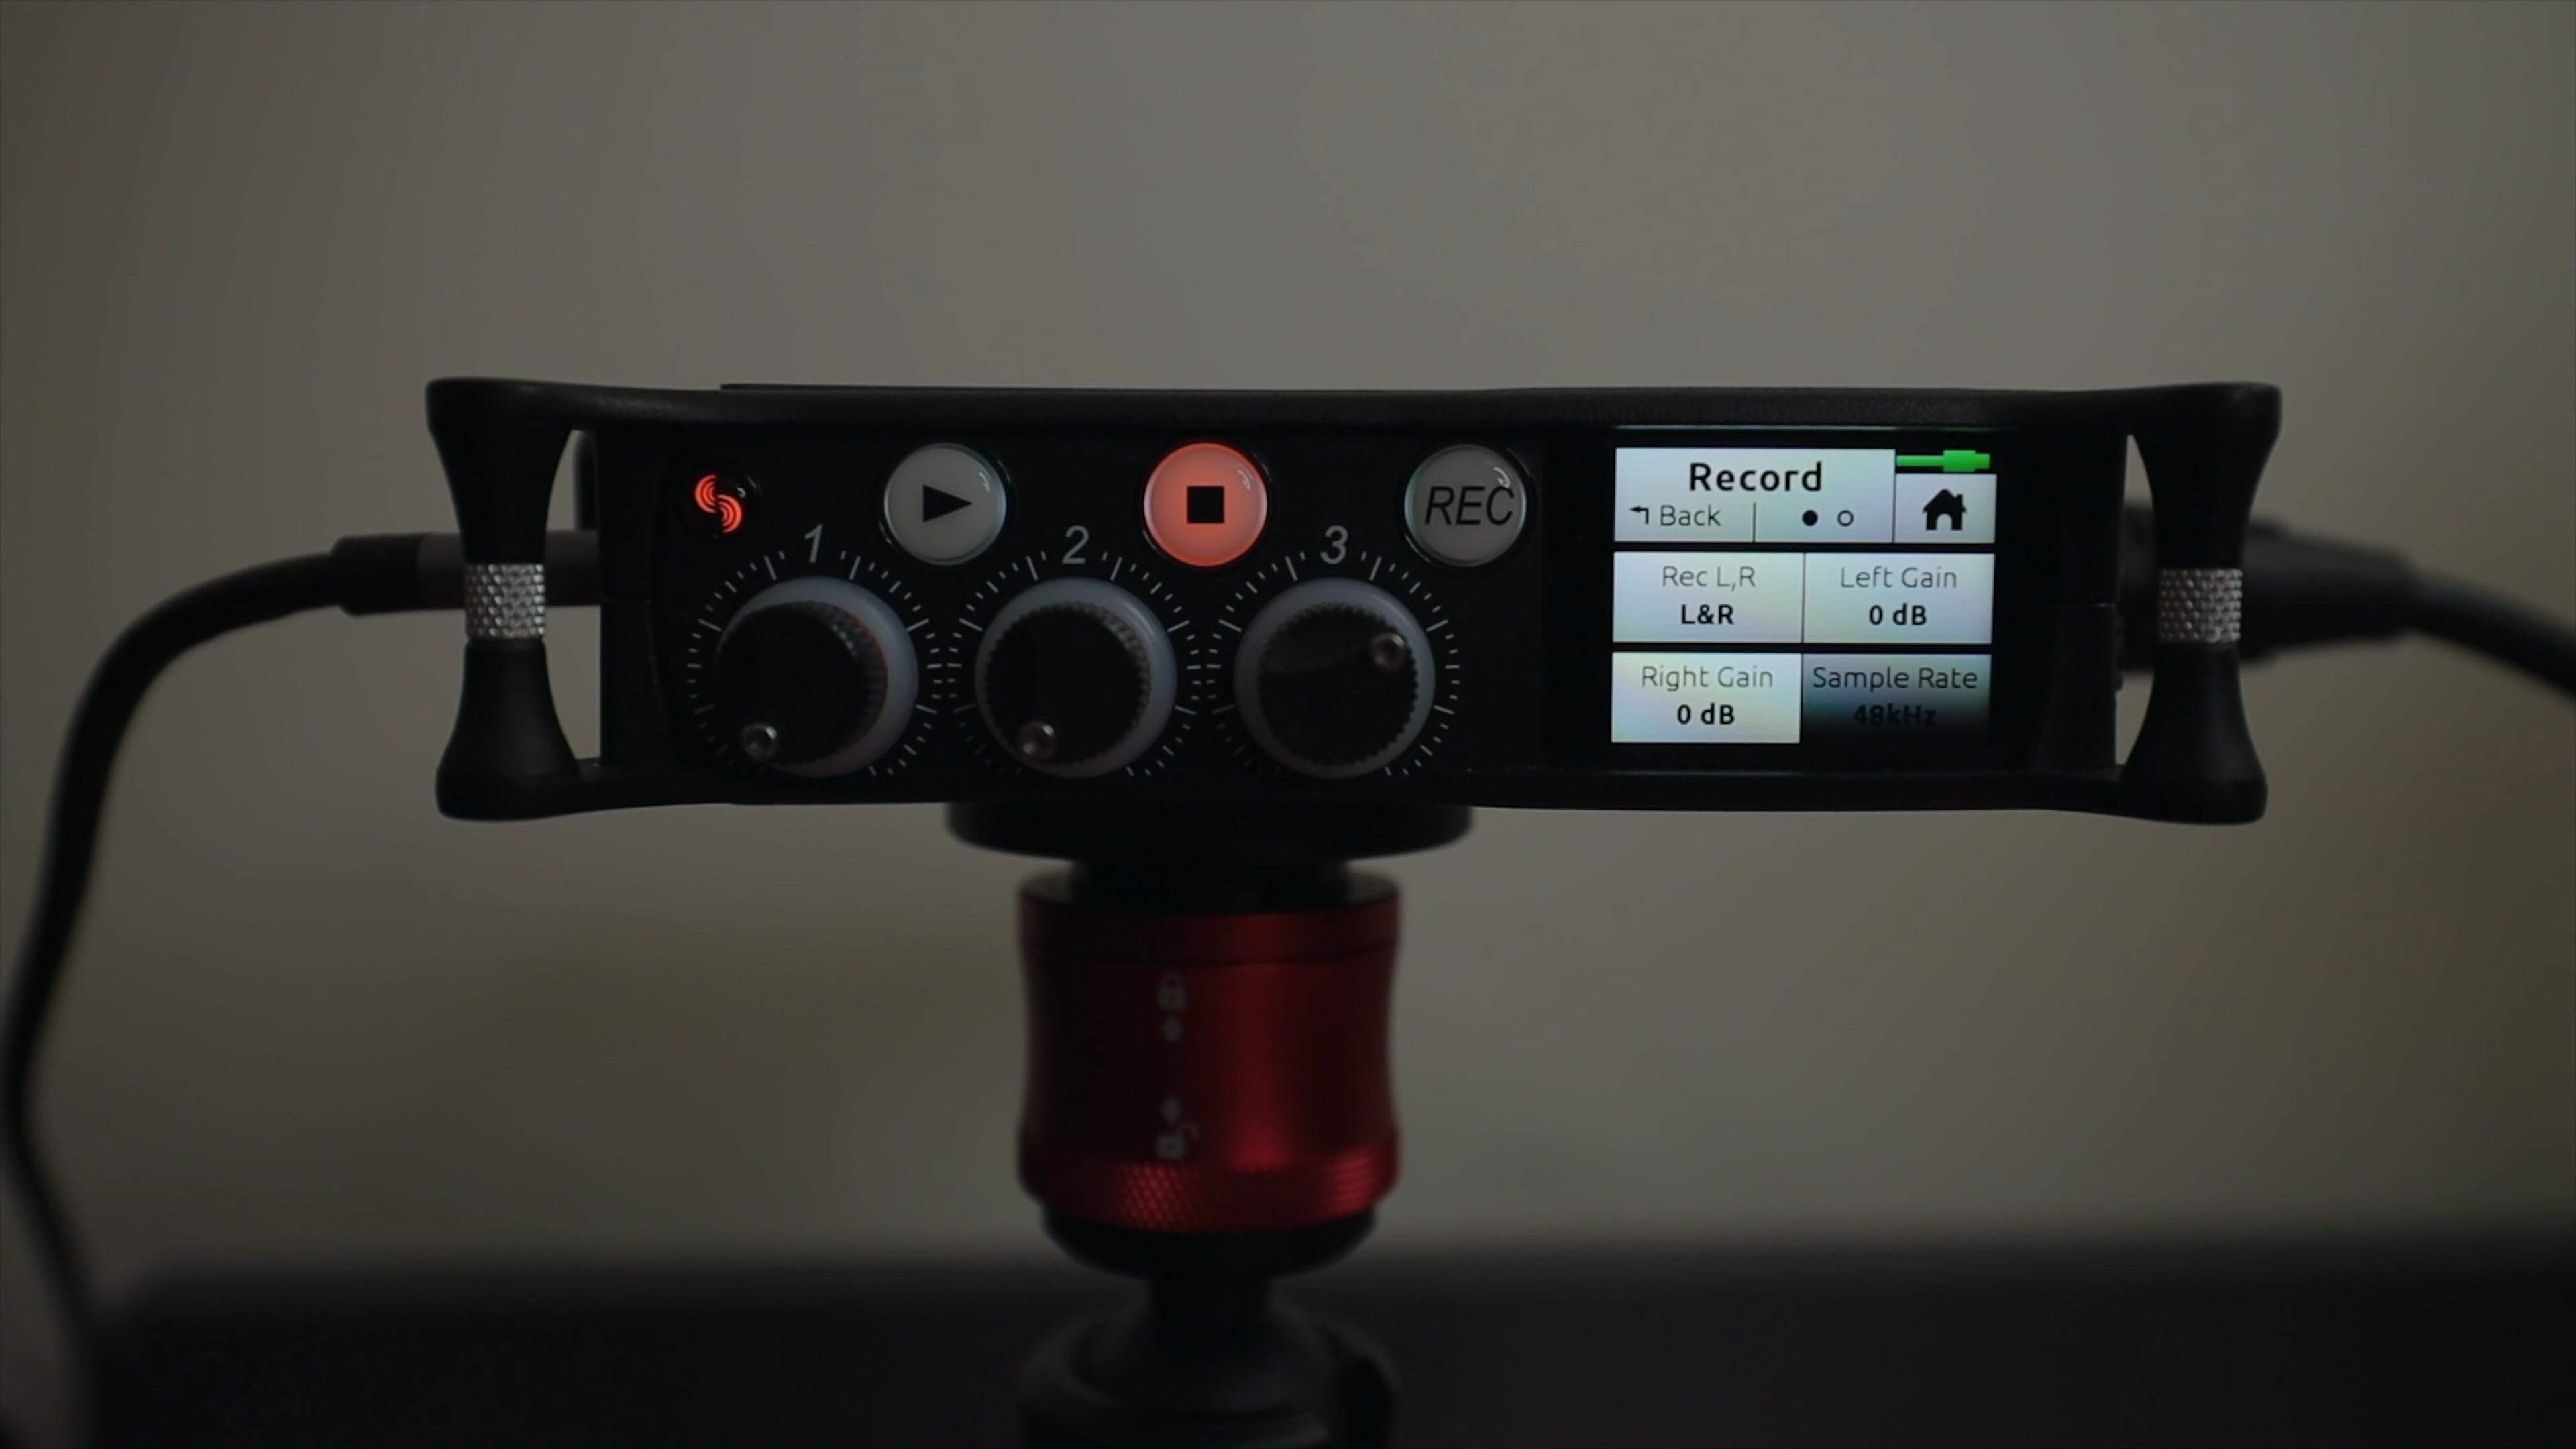 1
2
3
REC
Record
Back
Rec L,R
L&R
Left Gain
0 dB
Right Gain
0 dB
Sample Rate
48kHz